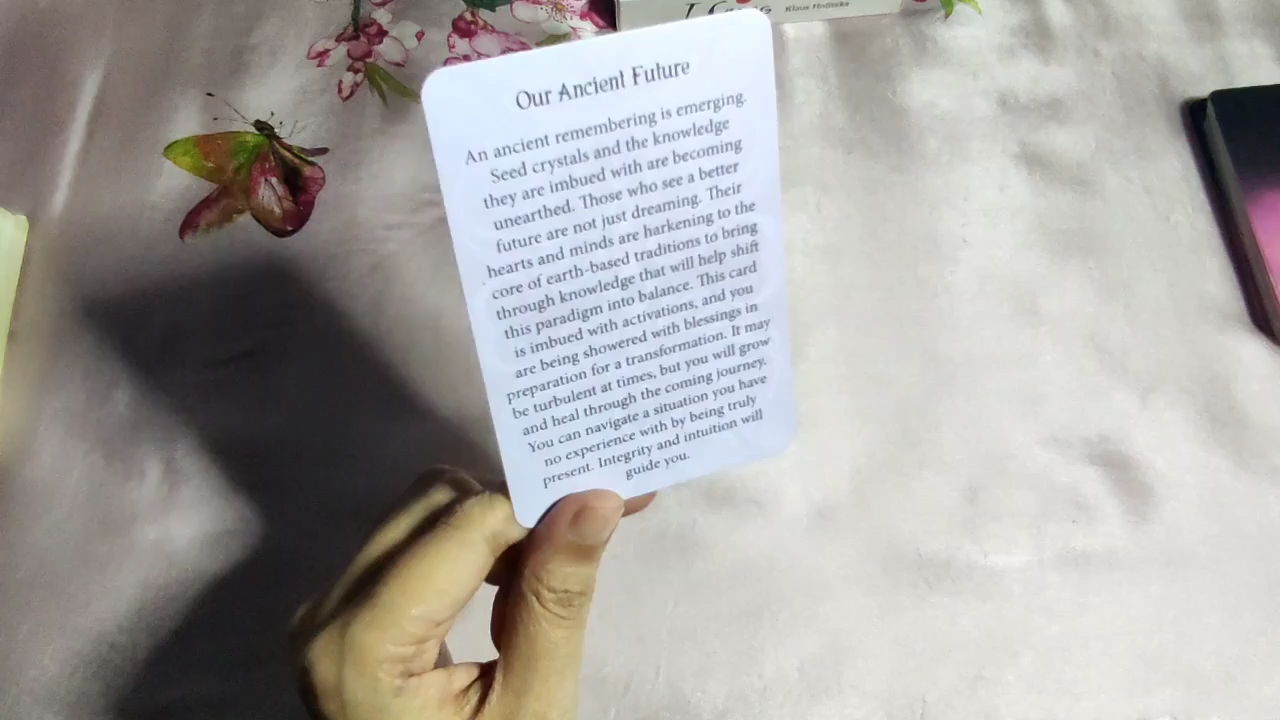 Klaus Holitzka
Our Ancient Future
An ancient remembering is emerging.
Seed crystals and the knowledge
they are imbued with are becoming
unearthed. Those who see a better
future are not just dreaming. Their
hearts and minds are harkening to the
core of earth-based traditions to bring
through knowledge that will help shift
this paradigm into balance. This card
is imbued with activations, and you
are being showered with blessings in
preparation for a transformation. It may
be turbulent at times, but you will grow
and heal through the coming journey.
You can navigate a situation you have
no experience with by being truly
present. Integrity and intuition will
guide you.